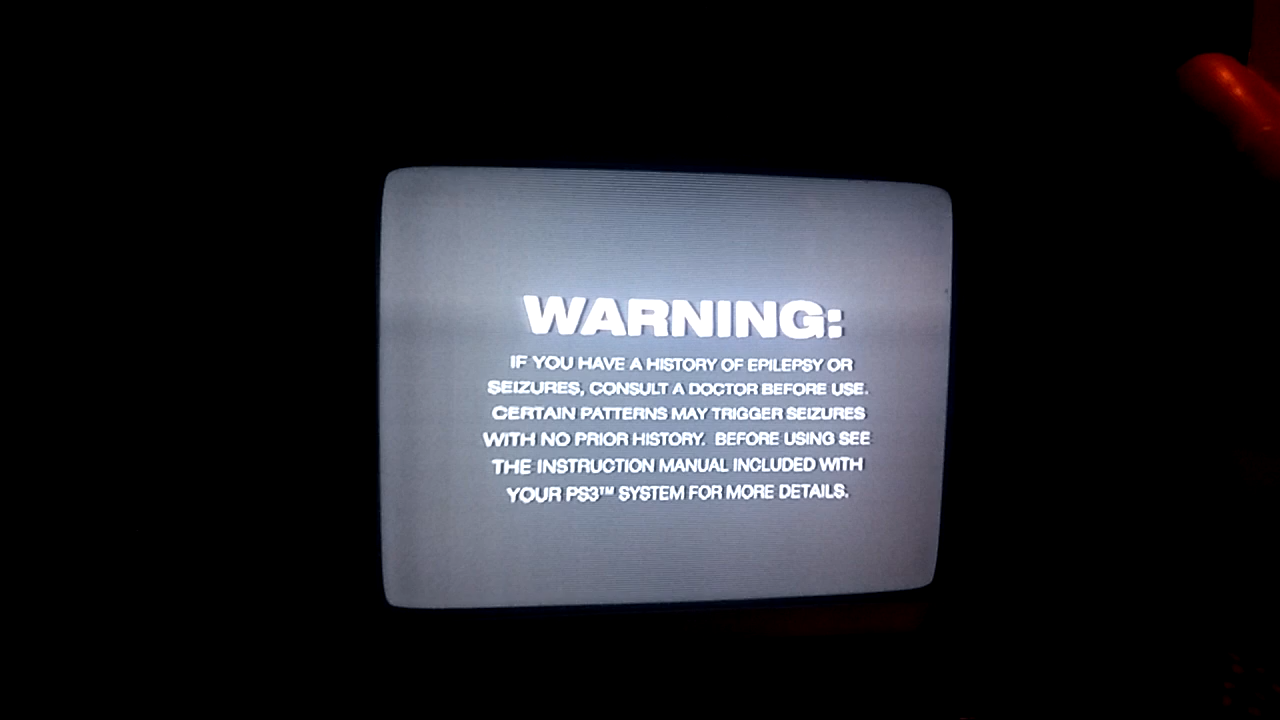 WARNING:
IF YOU HAVE A HISTORY OF EPILEPSY OR
SEIZURES, CONSULT A DOCTOR BEFORE USE.
CERTAIN PATTERNS MAY TRIGGER SEIZURES
WITH NO PRIOR HISTORY. BEFORE USING SEE
THE INSTRUCTION MANUAL INCLUDED WITH
YOUR PS3™ SYSTEM FOR MORE DETAILS.